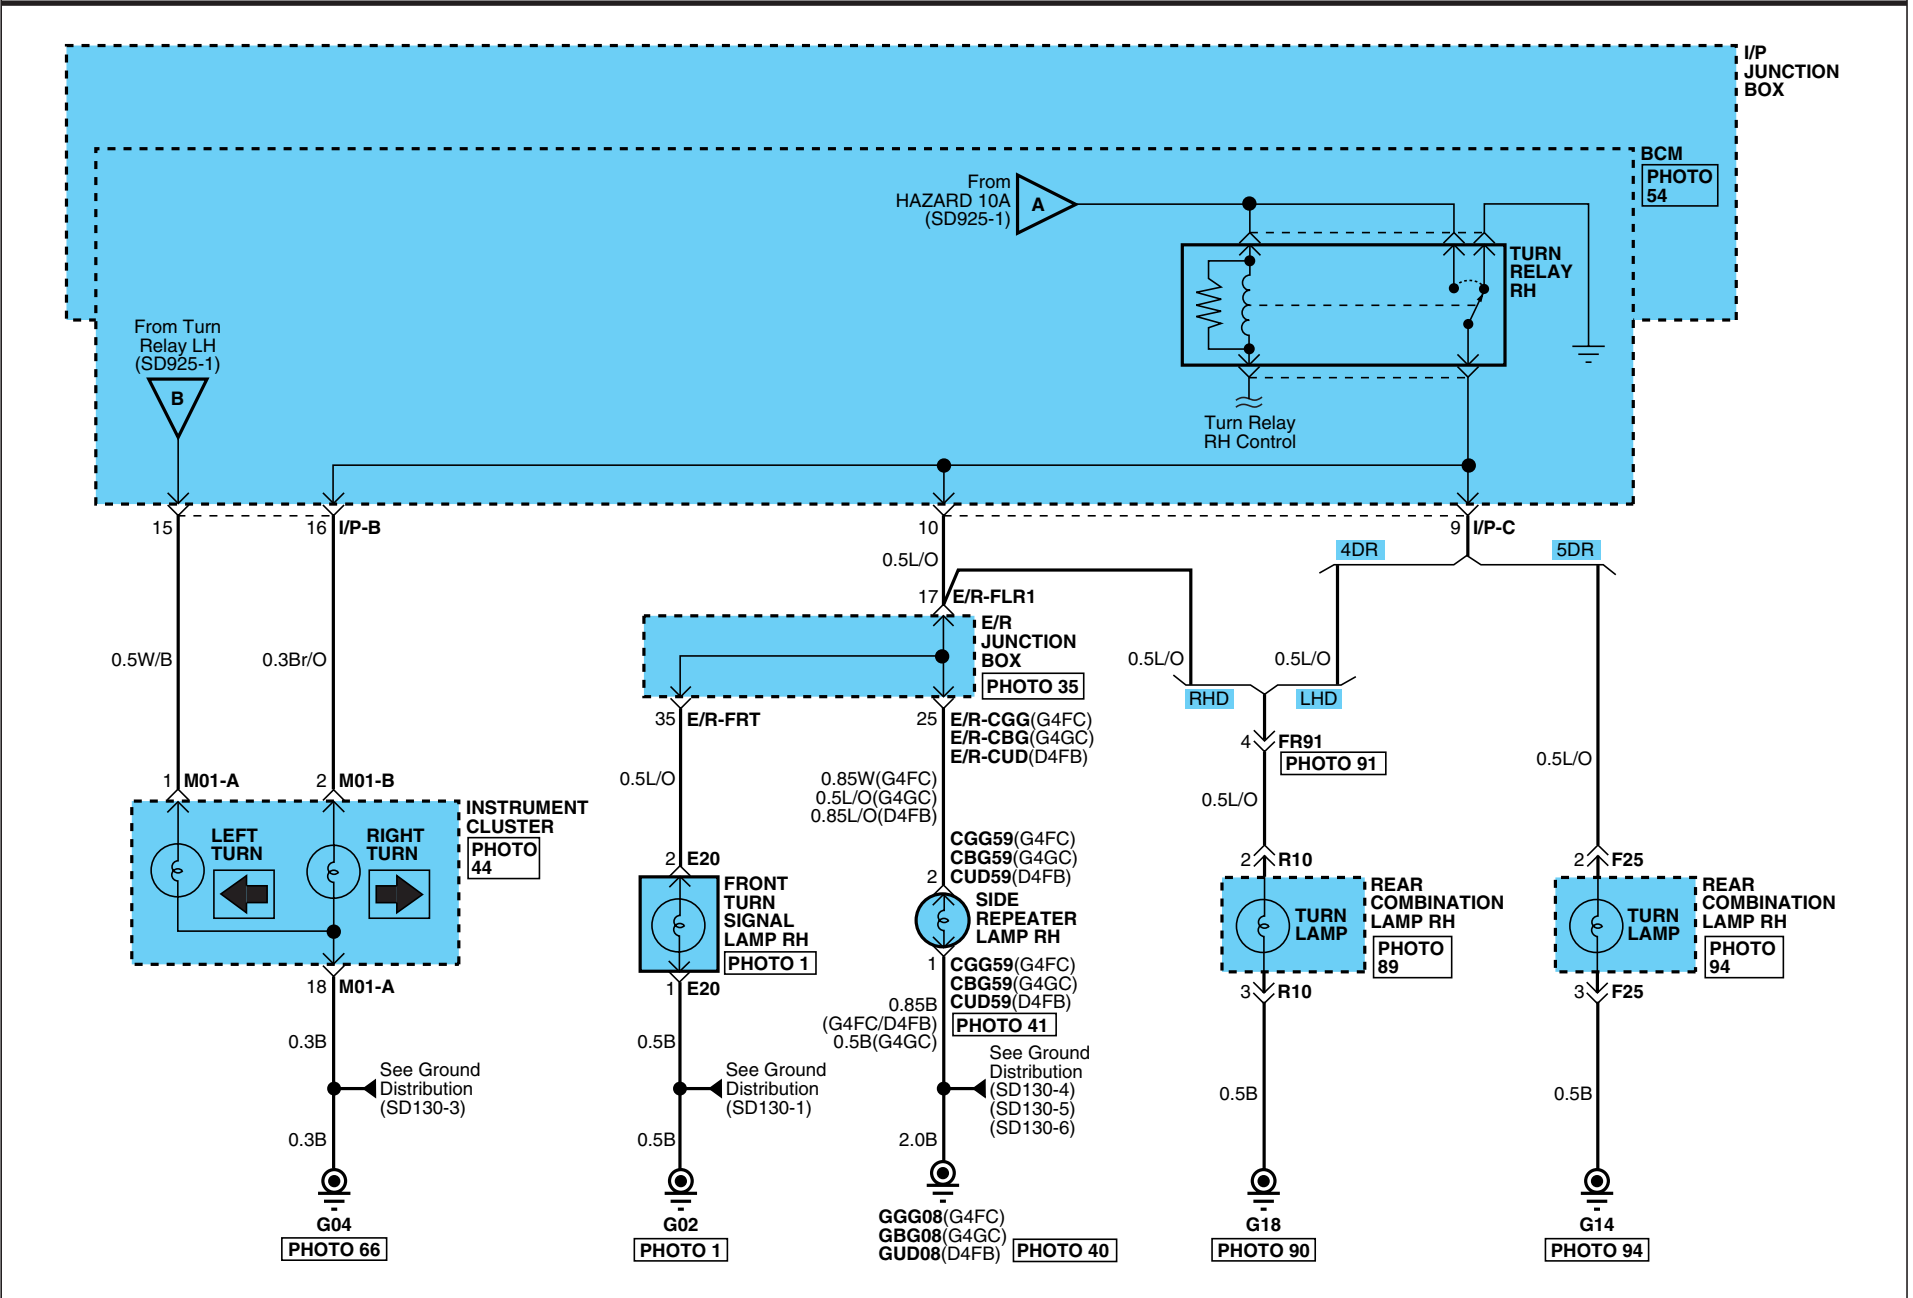 I/P
JUNCTION
BOX
BCM
PHOTO
54
From
HAZARD 10A
(SD925-1)
A
TURN
RELAY
RH
From Turn
Relay LH
(SD925-1)
B
Turn Relay
RH Control
15
16 I/P-B
10
9 I/P-C
0.5L/O
4DR
5DR
17 E/R-FLR1
E/R
JUNCTION
BOX
PHOTO 35
0.5W/B
0.3Br/O
0.5L/O
0.5L/O
RHD
LHD
35 E/R-FRT
25 E/R-CGG(G4FC)
E/R-CBG(G4GC)
E/R-CUD(D4FB)
4 FR91
PHOTO 91
0.5L/O
1 M01-A
2 M01-B
0.5L/O
0.85W(G4FC)
0.5L/O(G4GC)
0.85L/O(D4FB)
0.5L/O
INSTRUMENT
CLUSTER
PHOTO
44
LEFT
TURN
RIGHT
TURN
CGG59(G4FC)
CBG59(G4GC)
2 CUD59(D4FB)
2 E20
2 R10
2 F25
FRONT
TURN
SIGNAL
LAMP RH
PHOTO 1
SIDE
REPEATER
LAMP RH
TURN
LAMP
REAR
COMBINATION
LAMP RH
PHOTO
89
TURN
LAMP
REAR
COMBINATION
LAMP RH
PHOTO
94
18 M01-A
1 E20
1 CGG59(G4FC)
CBG59(G4GC)
CUD59(D4FB)
PHOTO 41
3 R10
3 F25
0.85B
(G4FC/D4FB)
0.5B(G4GC)
0.3B
0.5B
See Ground
Distribution
(SD130-3)
See Ground
Distribution
(SD130-1)
See Ground
Distribution
(SD130-4)
(SD130-5)
(SD130-6)
0.5B
0.5B
0.3B
0.5B
2.0B
G04
PHOTO 66
G02
PHOTO 1
GGG08(G4FC)
GBG08(G4GC)
GUD08(D4FB)
PHOTO 40
G18
PHOTO 90
G14
PHOTO 94